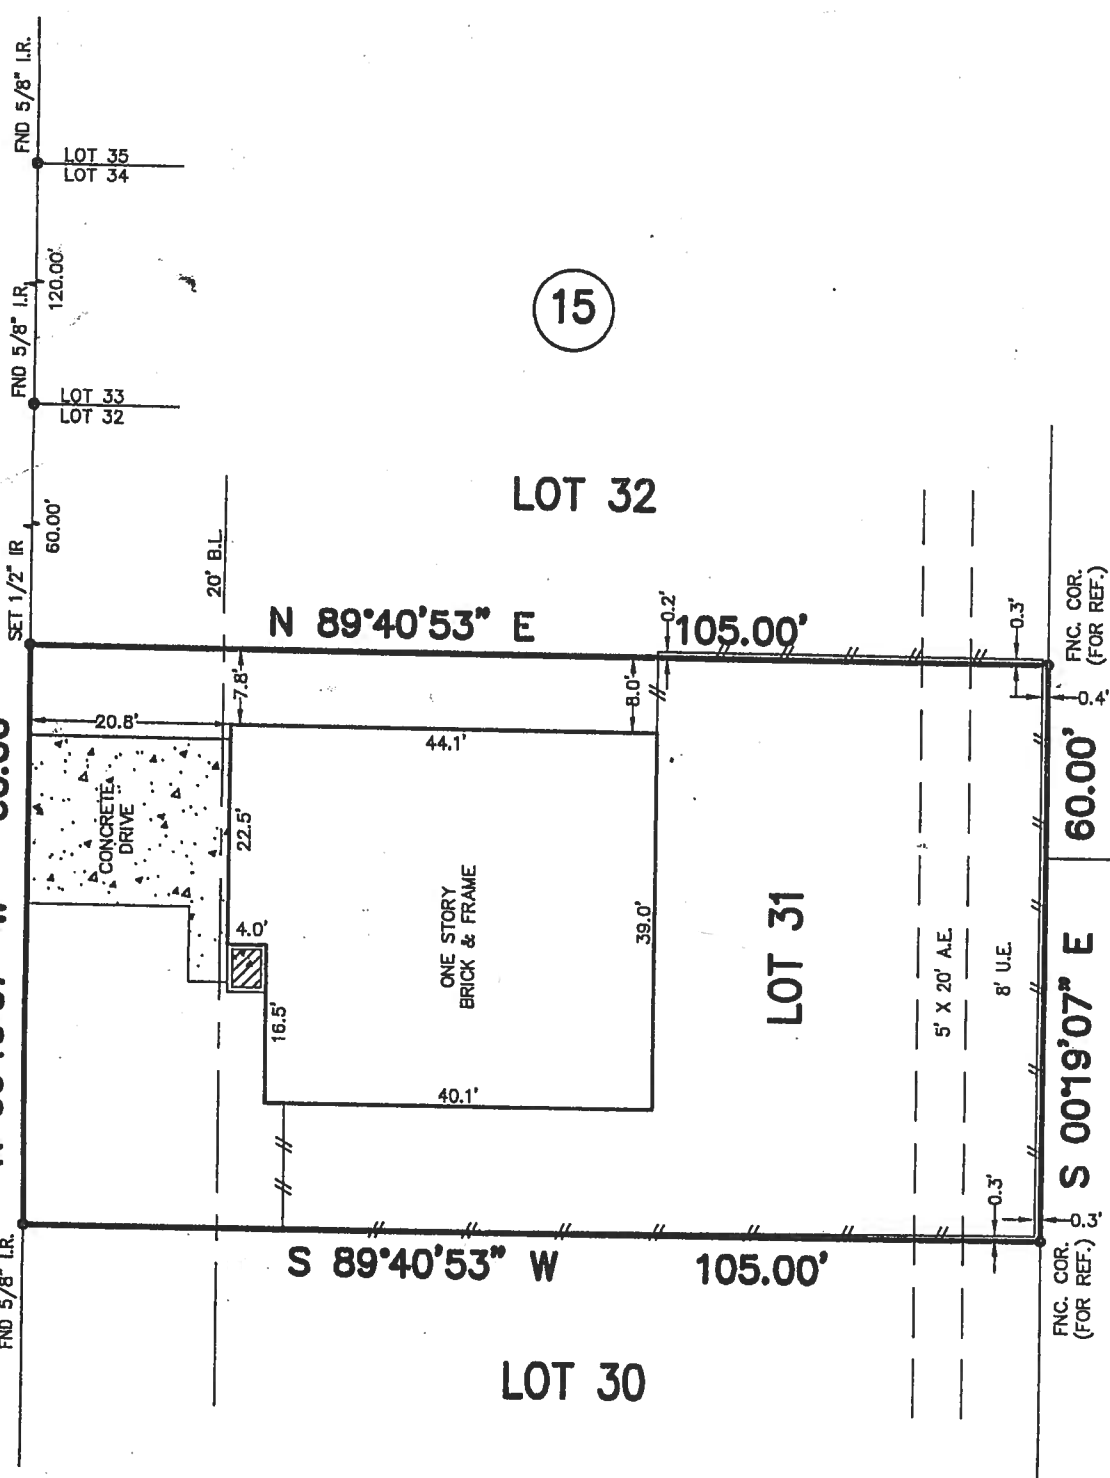 FND 5/8" I.R.
LOT 35
LOT 34
120.00'
FND 5/8" I.R.
LOT 33
LOT 32
15
60.00'
SET 1/2" IR
20' B.L.
LOT 32
N 89°40'53" E
105.00'
0.2'
0.3'
FNC. COR.
(FOR REF.)
0.4'
7.8'
8.0'
20.8'
44.1'
CONCRETE
DRIVE
22.5'
4.0'
16.5'
ONE STORY
BRICK & FRAME
39.0'
40.1'
LOT 31
5' X 20' A.E.
8' U.E.
S 00°19'07" E
60.00'
0.3'
0.3'
FNC. COR.
(FOR REF.)
FND 5/8" I.R.
S 89°40'53" W
105.00'
LOT 30